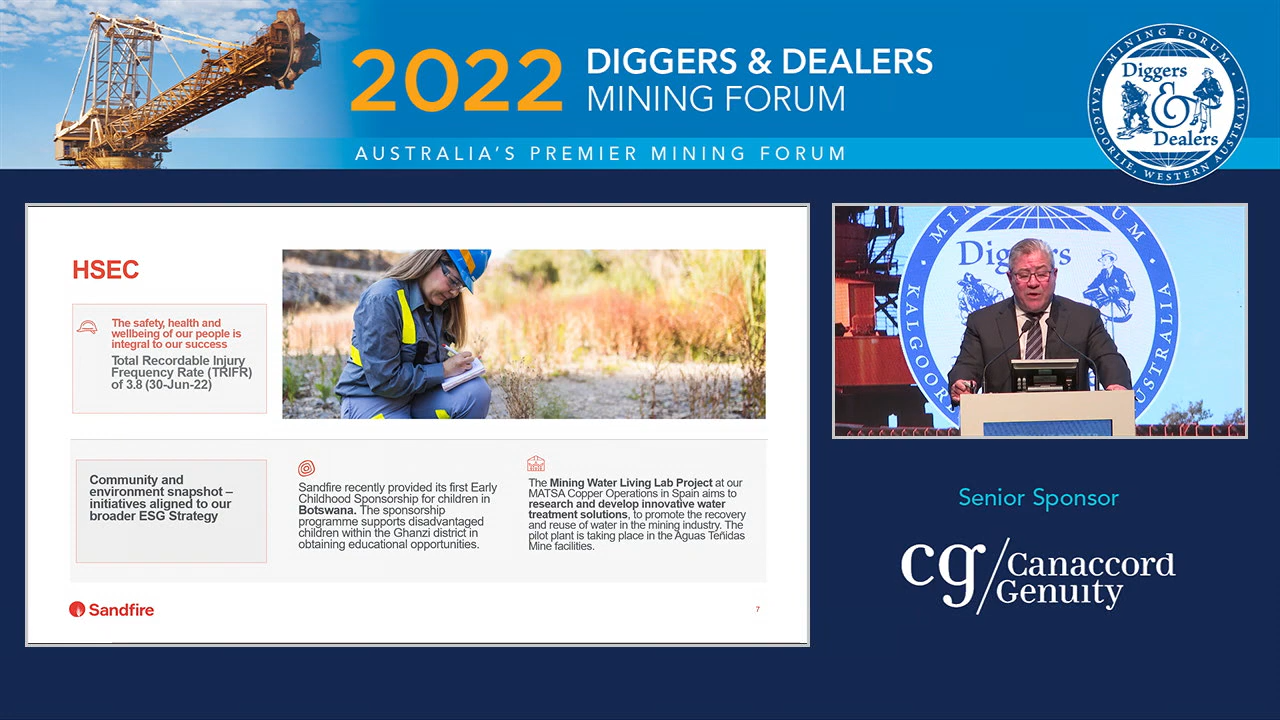 2022
DIGGERS & DEALERS
MINING FORUM
AUSTRALIA'S PREMIER MINING FORUM
MINING FORUM
Diggers
&
Dealers
KALGOORLIE, WESTERN AUSTRALIA
HSEC
The safety, health and
wellbeing of our people is
integral to our success
Total Recordable Injury
Frequency Rate (TRIFR)
of 3.8 (30-Jun-22)
Community and
environment snapshot –
initiatives aligned to our
broader ESG Strategy
Sandfire recently provided its first Early
Childhood Sponsorship for children in
Botswana. The sponsorship
programme supports disadvantaged
children within the Ghanzi district in
obtaining educational opportunities.
The Mining Water Living Lab Project at our
MATSA Copper Operations in Spain aims to
research and develop innovative water
treatment solutions, to promote the recovery
and reuse of water in the mining industry. The
pilot plant is taking place in the Aguas Teñidas
Mine facilities.
Sandfire
7
Diggers
Senior Sponsor
cg/Canaccord
Genuity